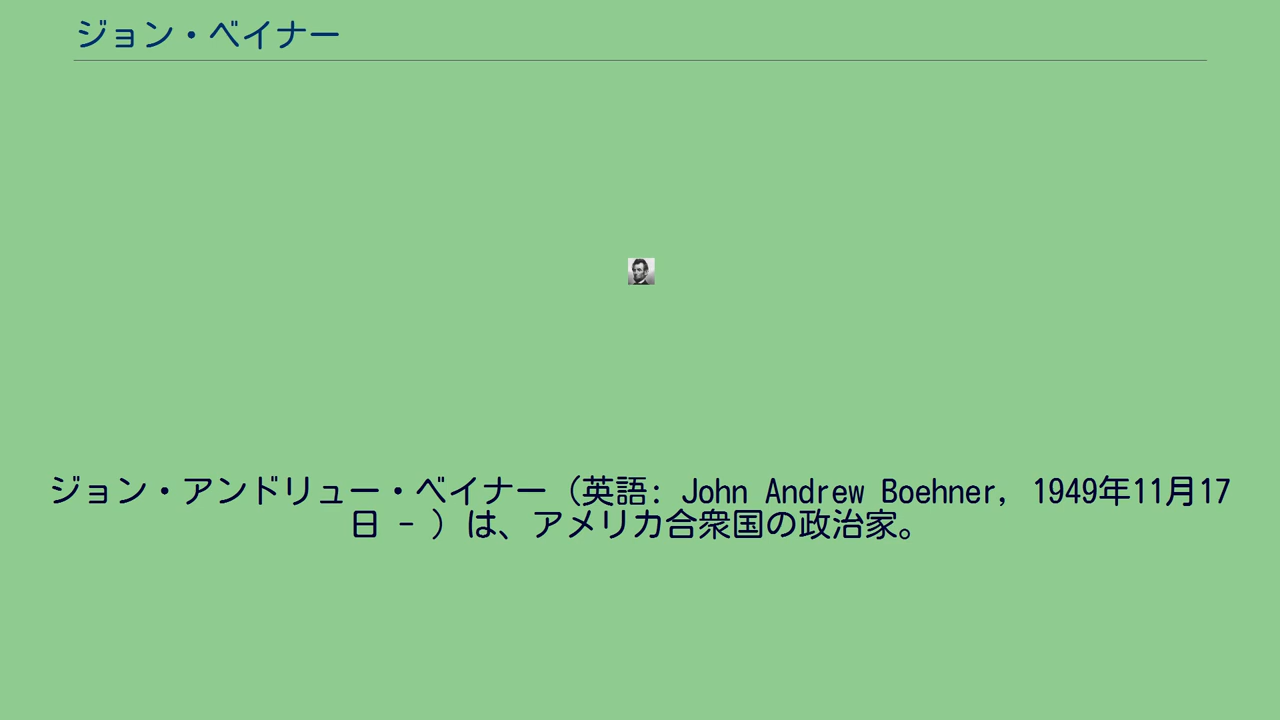 ジョン・ベイナー
ジョン・アンドリュー・ベイナー（英語: John Andrew Boehner, 1949年11月17
日 - ）は、アメリカ合衆国の政治家。